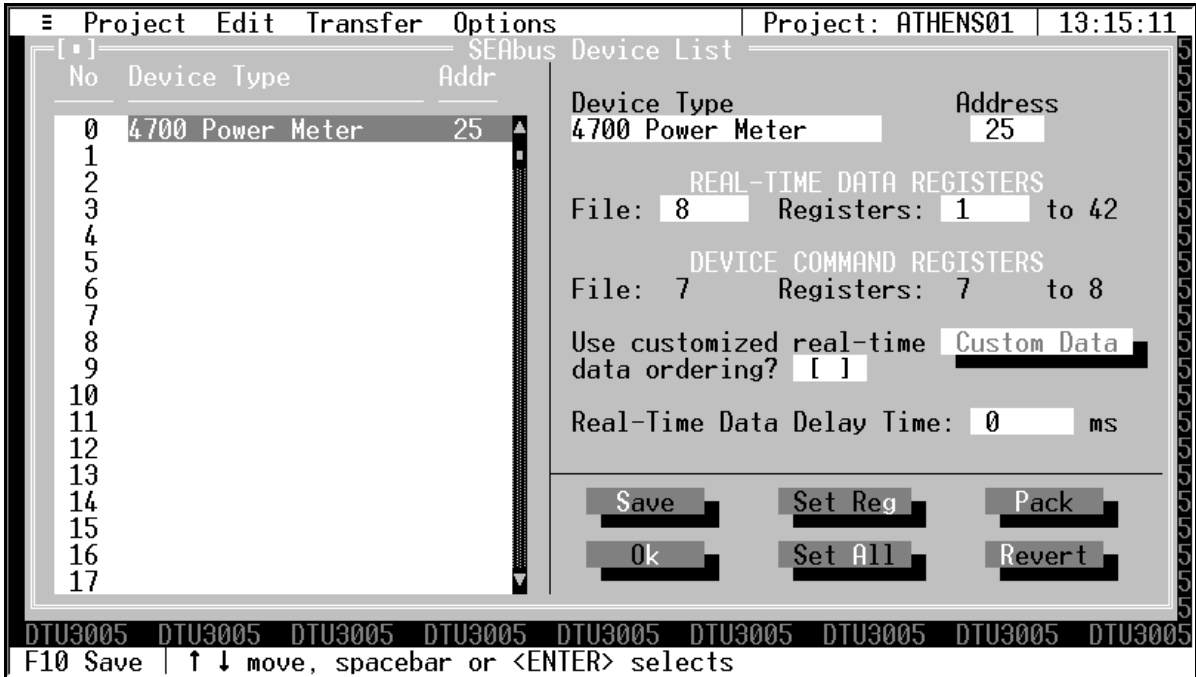 ≡ Project Edit Transfer Options | Project: ATHENS01 | 13:15:11
[▪] SEAbus Device List
No Device Type Addr
Device Type Address
0 4700 Power Meter 25
4700 Power Meter 25
1
2
REAL-TIME DATA REGISTERS
3
File: 8 Registers: 1 to 42
4
5
DEVICE COMMAND REGISTERS
6
File: 7 Registers: 7 to 8
7
8
Use customized real-time Custom Data
9
data ordering? [ ]
10
11
Real-Time Data Delay Time: 0 ms
12
13
14
Save Set Reg Pack
15
16
Ok Set All Revert
17
DTU3005 DTU3005 DTU3005 DTU3005 DTU3005 DTU3005 DTU3005 DTU3005 DTU3005
F10 Save | ↑ ↓ move, spacebar or <ENTER> selects